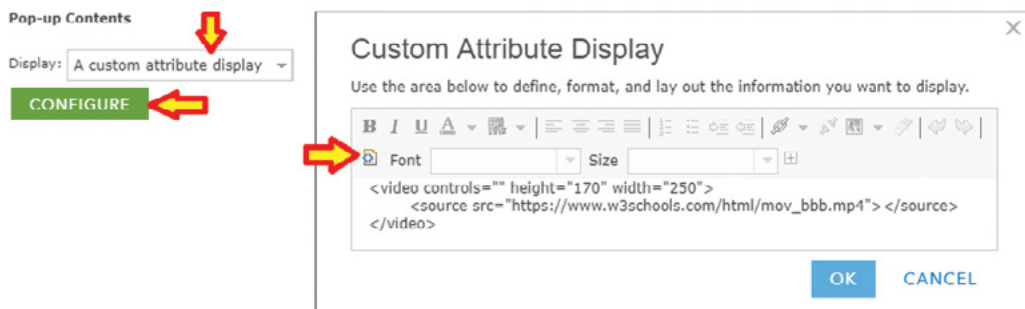 Pop-up Contents
Display: A custom attribute display
CONFIGURE
Custom Attribute Display
Use the area below to define, format, and lay out the information you want to display.
B I U A
Font Size
<video controls="" height="170" width="250">
<source src="https://www.w3schools.com/html/mov_bbb.mp4"> </source>
</video>
OK CANCEL